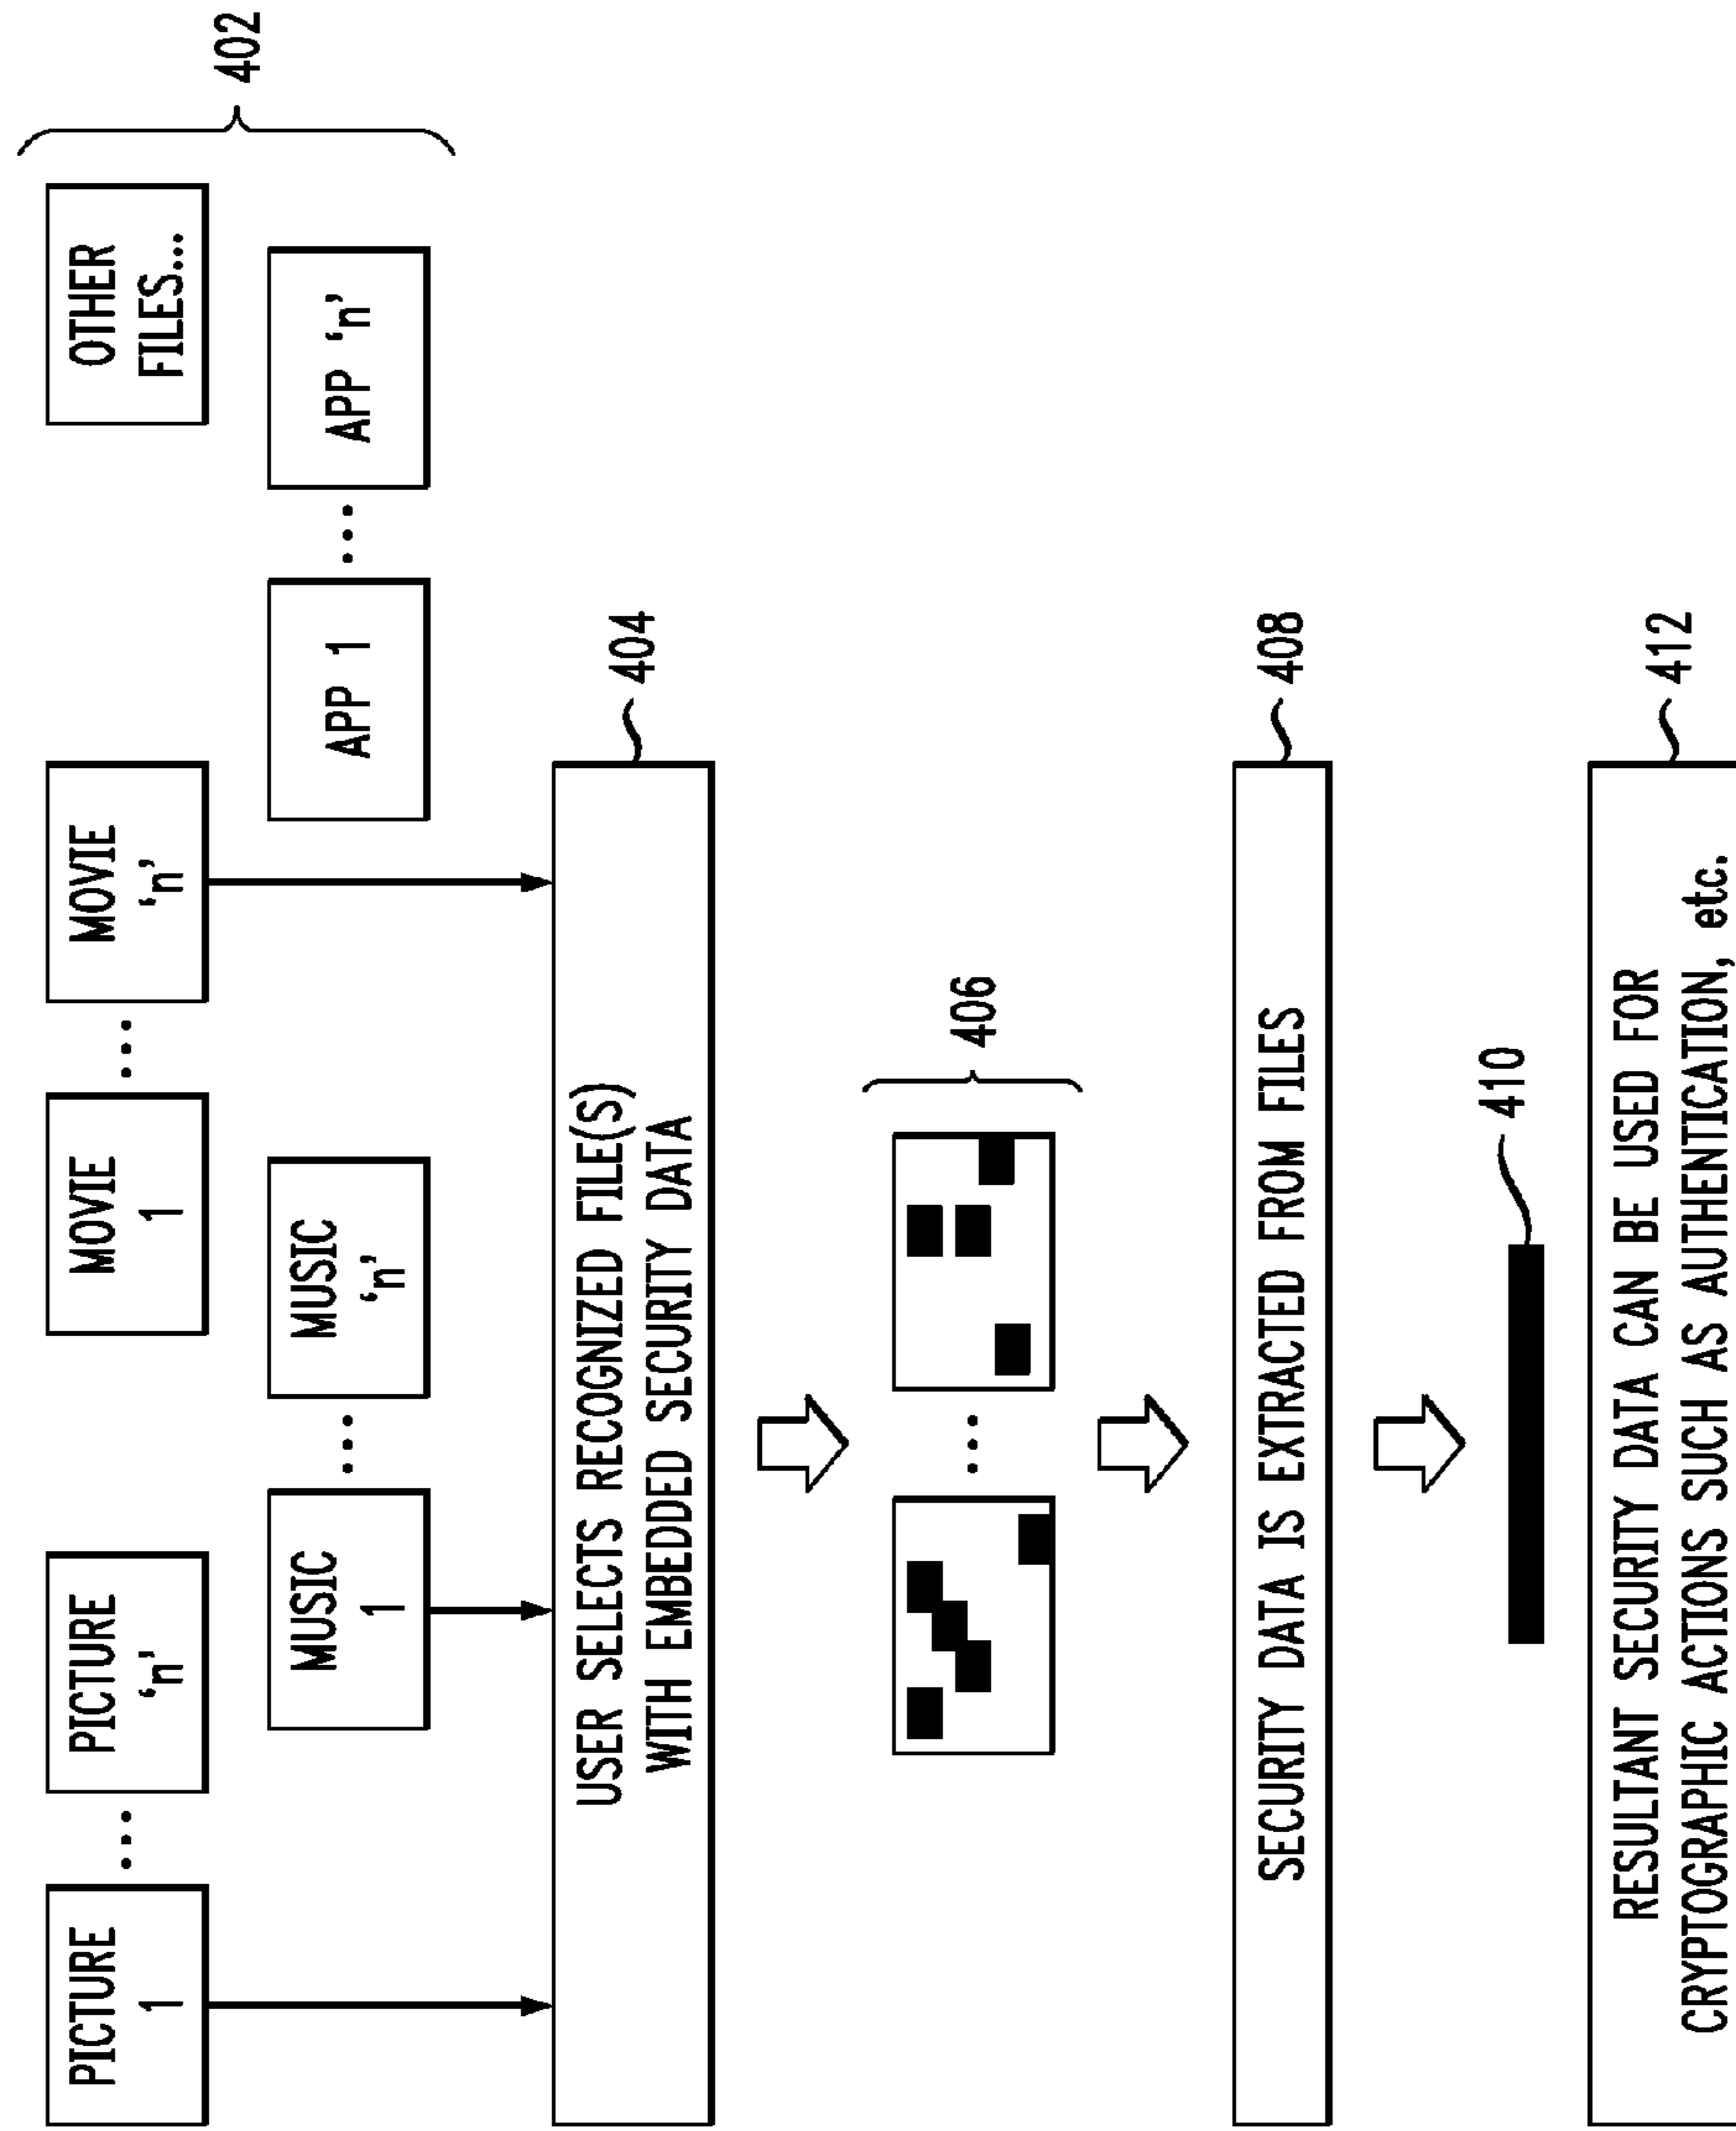 PICTURE
1
...
PICTURE
'n'
MOVIE
1
...
MOVIE
'n'
OTHER
FILES...
402
MUSIC
1
...
MUSIC
'n'
APP 1
...
APP 'n'
USER SELECTS RECOGNIZED FILE(S)
WITH EMBEDDED SECURITY DATA
404
...
406
SECURITY DATA IS EXTRACTED FROM FILES
408
410
RESULTANT SECURITY DATA CAN BE USED FOR
CRYPTOGRAPHIC ACTIONS SUCH AS AUTHENTICATION, etc.
412